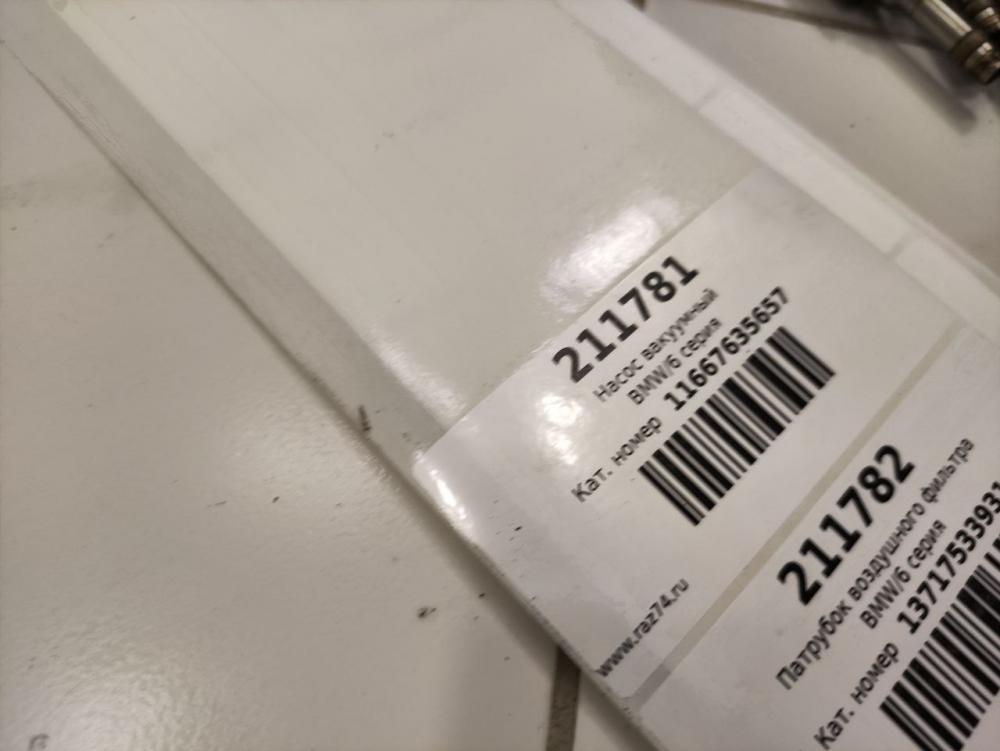 211781
Насос вакуумный
BMW/6 серия
Кат. номер 11667635657
www.raz74.ru
211782
Патрубок воздушного фильтра
BMW/6 серия
Кат. номер 1371753393